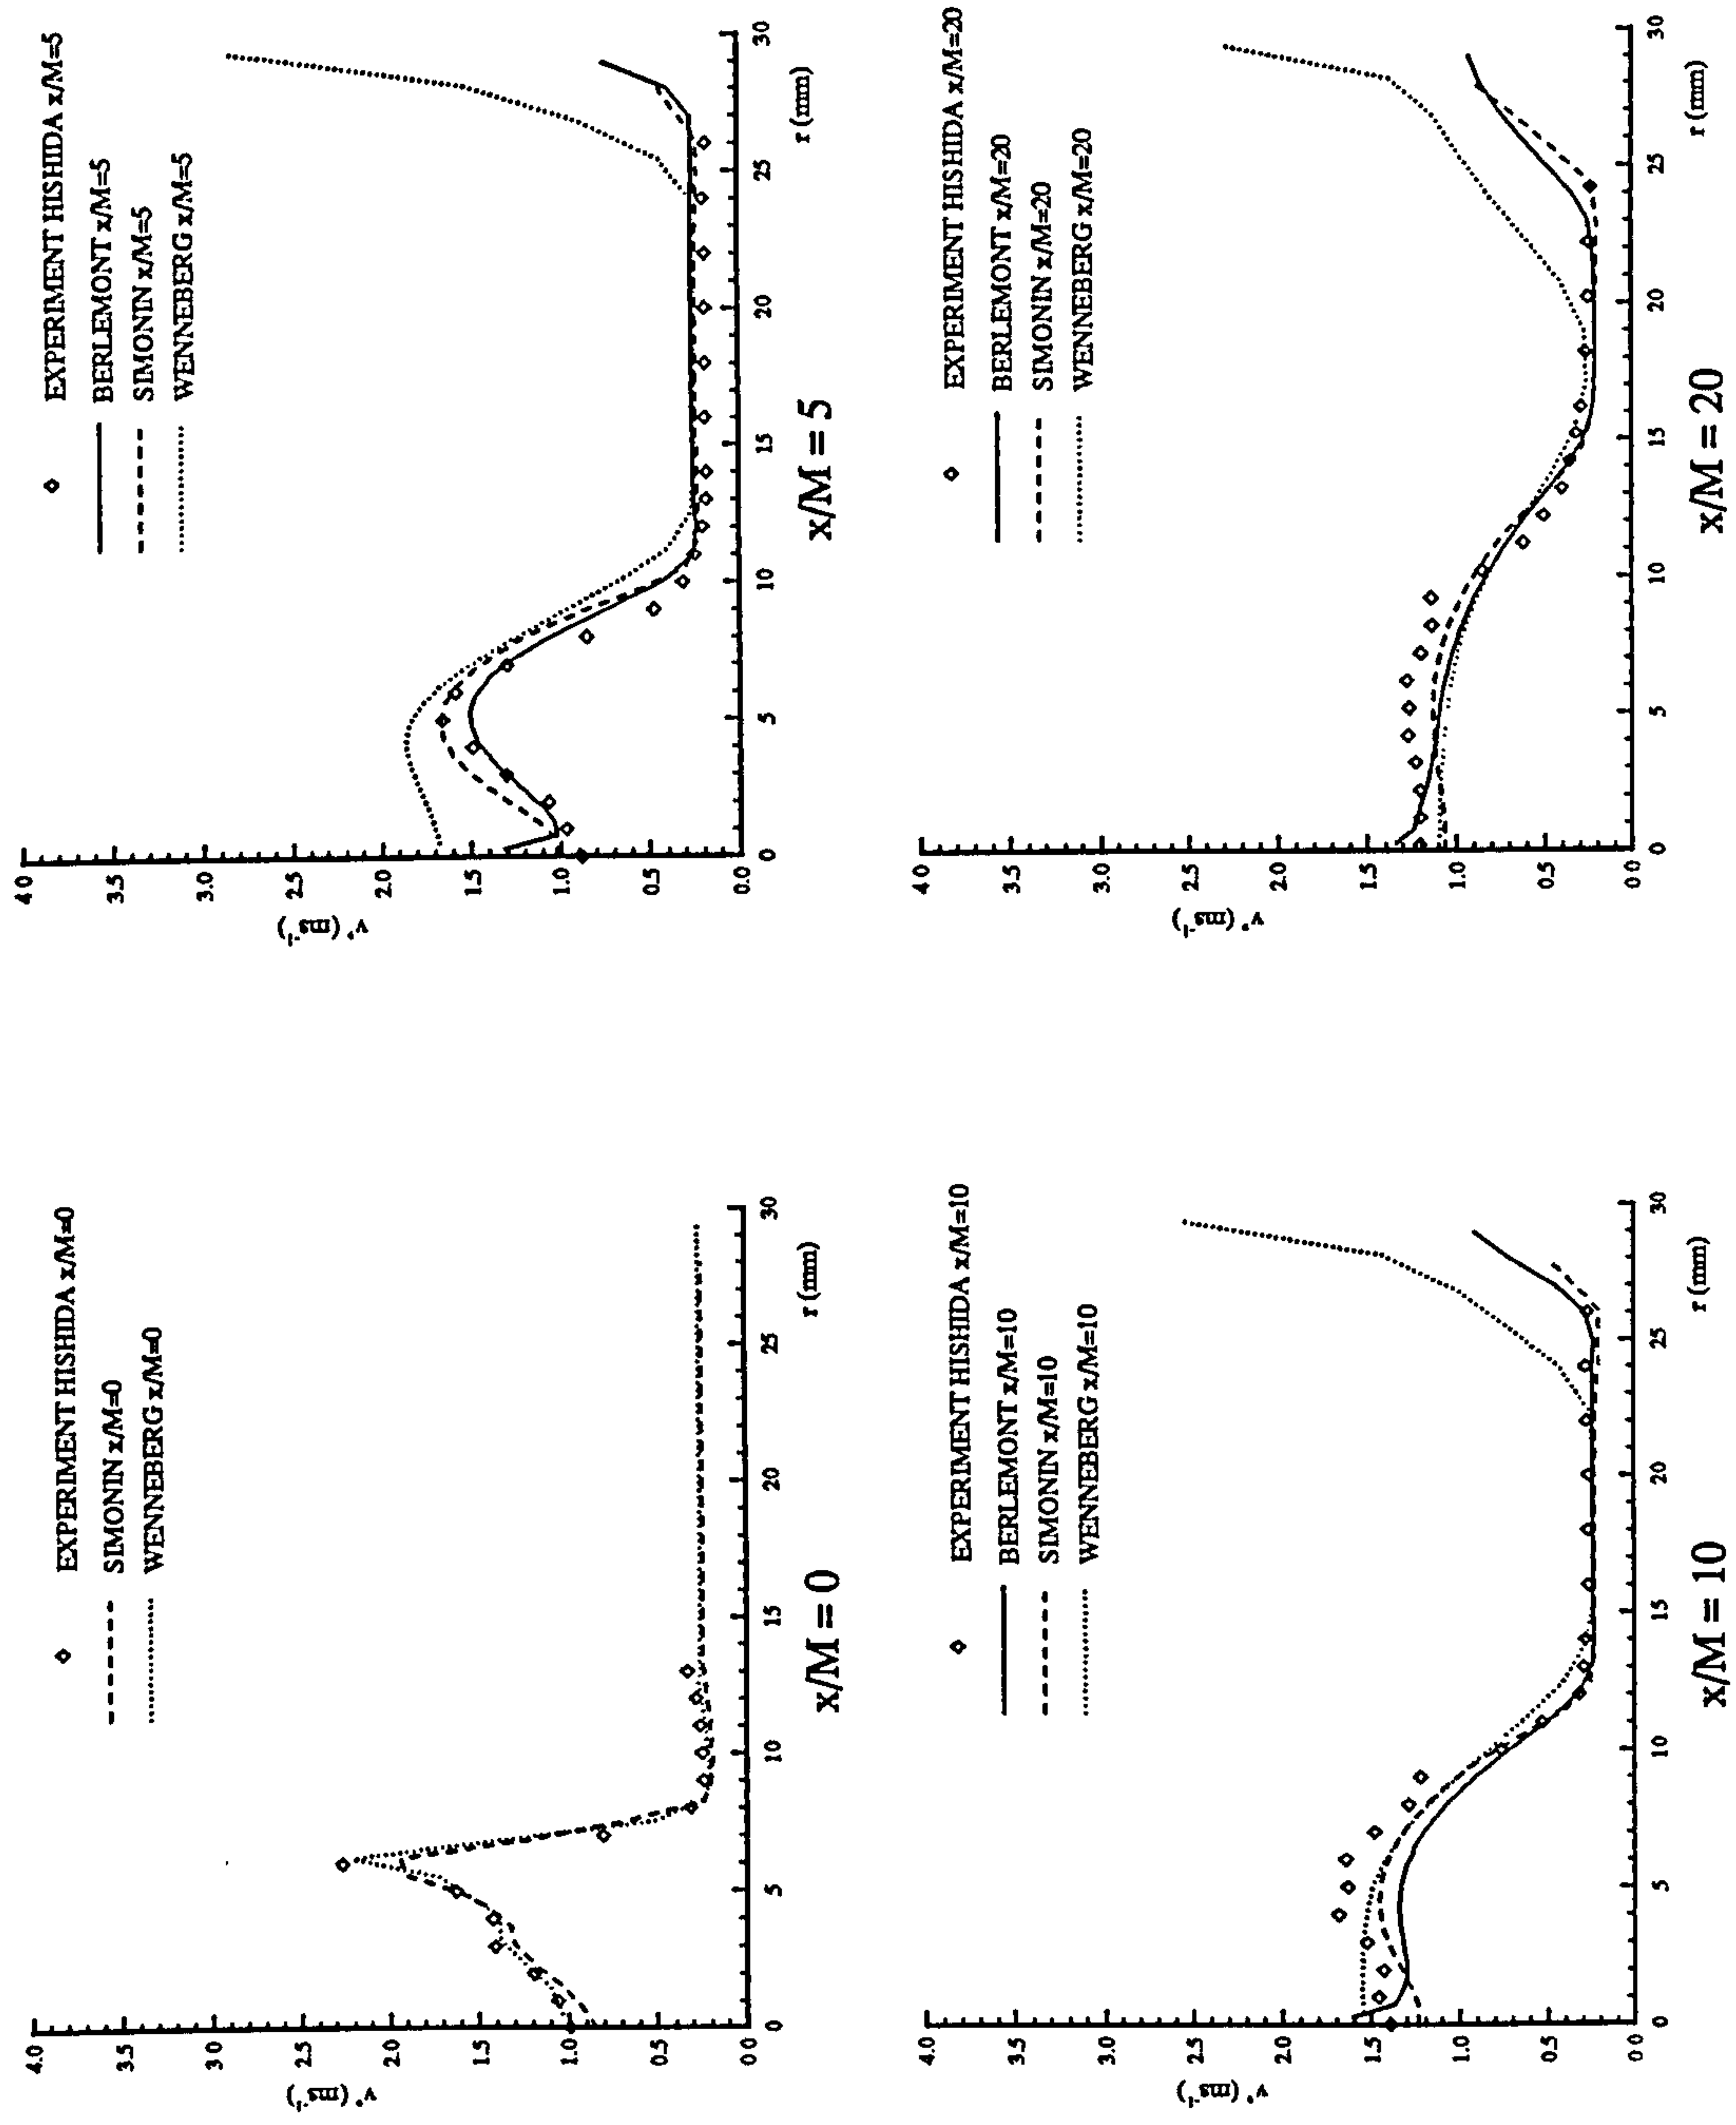 EXPERIMENT HISHIDA x/M=0
SIMONIN x/M=0
WENNEBERG x/M=0
v' (ms⁻¹)
4.0
3.5
3.0
2.5
2.0
1.5
1.0
0.5
0.0
0 5 10 15 20 25 30
r (mm)
x/M = 0
EXPERIMENT HISHIDA x/M=5
BERLEMONT x/M=5
SIMONIN x/M=5
WENNEBERG x/M=5
v' (ms⁻¹)
4 0
3.5
3.0
2.5
2.0
1.5
1.0
0.5
0.0
0 5 10 15 20 25 30
r (mm)
x/M = 5
EXPERIMENT HISHIDA x/M=10
BERLEMONT x/M=10
SIMONIN x/M=10
WENNEBERG x/M=10
v' (ms⁻¹)
4.0
3.5
3.0
2.5
2.0
1.5
1.0
0.5
0 0
0 5 10 15 20 25 30
r (mm)
x/M = 10
EXPERIMENT HISHIDA x/M=20
BERLEMONT x/M=20
SIMONIN x/M=20
WENNEBERG x/M=20
v' (ms⁻¹)
4.0
3.5
3.0
2.5
2.0
1.5
1.0
0.5
0 0
0 5 10 15 20 25 30
r (mm)
x/M = 20